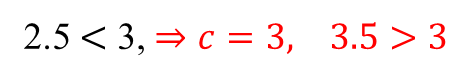 2.5 < 3, ⇒ c = 3, 3.5 > 3